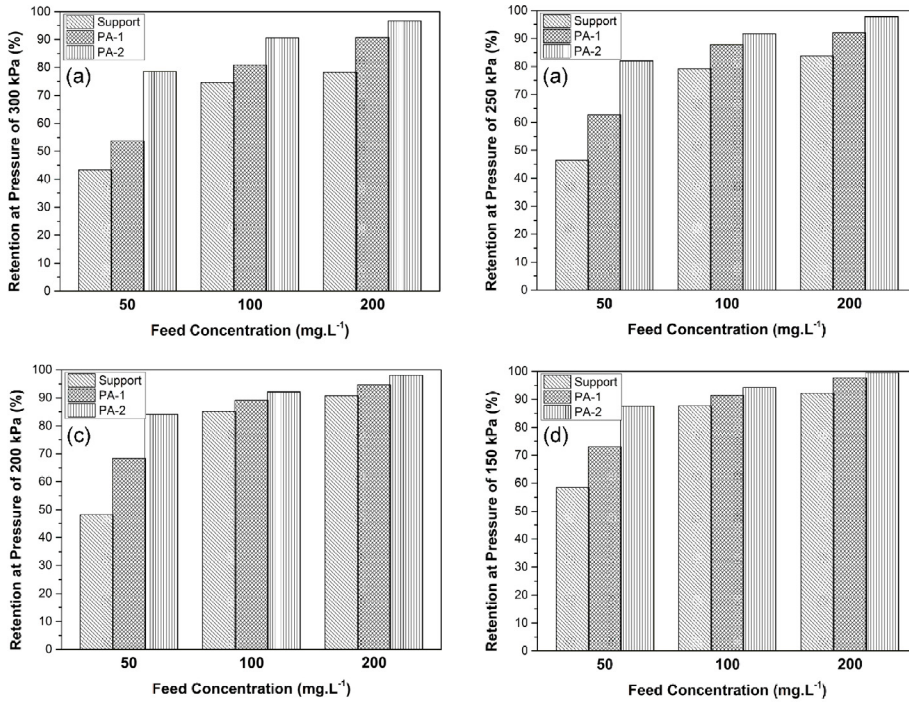 Retention at Pressure of 300 kPa (%)
100
90
80
70
60
50
40
30
20
10
0
Support
PA-1
PA-2
(a)
50 100 200
Feed Concentration (mg.L⁻¹)
Retention at Pressure of 250 kPa (%)
100
90
80
70
60
50
40
30
20
10
0
Support
PA-1
PA-2
(a)
50 100 200
Feed Concentration (mg.L⁻¹)
Retention at Pressure of 200 kPa (%)
100
90
80
70
60
50
40
30
20
10
0
Support
PA-1
PA-2
(c)
50 100 200
Feed Concentration (mg.L⁻¹)
Retention at Pressure of 150 kPa (%)
100
90
80
70
60
50
40
30
20
10
0
Support
PA-1
PA-2
(d)
50 100 200
Feed Concentration (mg.L⁻¹)